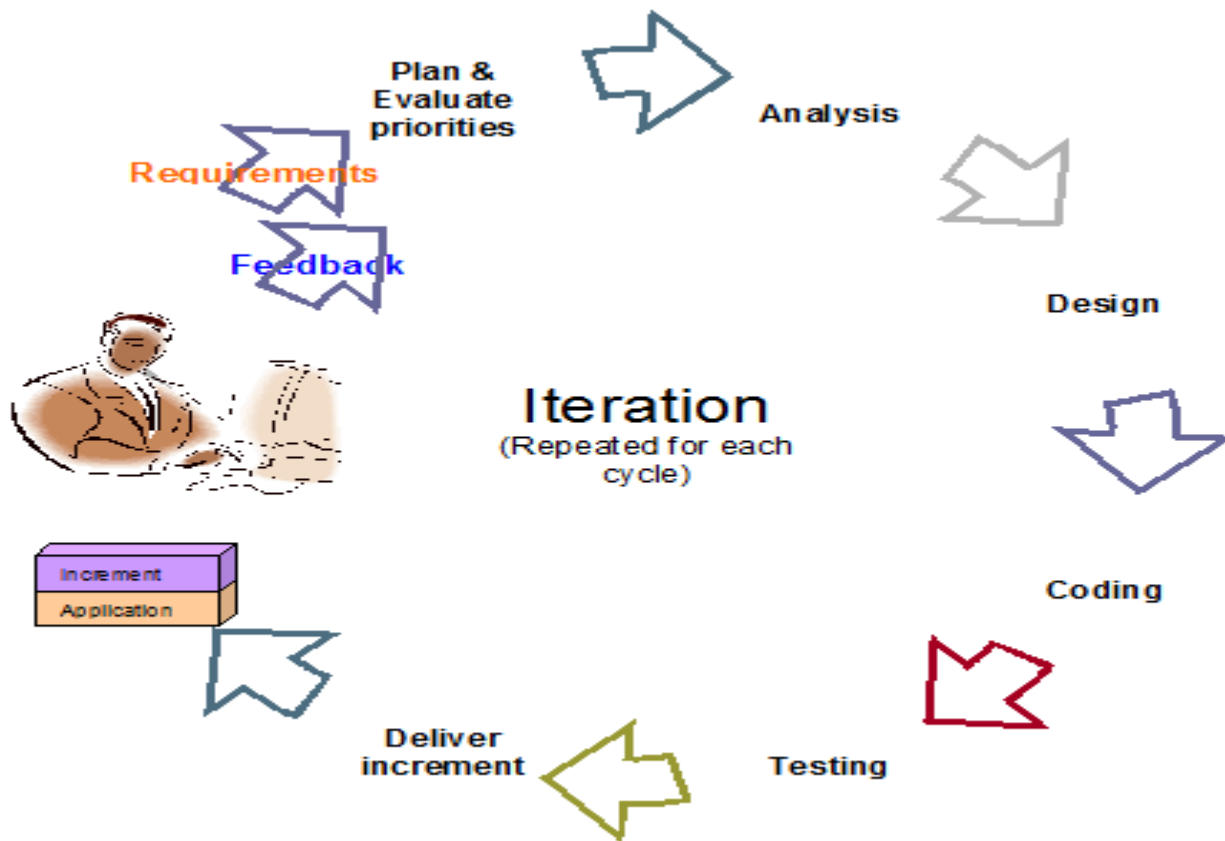 Plan &
Evaluate
priorities
Analysis
Requirements
Feedback
Design
Iteration
(Repeated for each
cycle)
Increment
Application
Coding
Deliver
increment
Testing